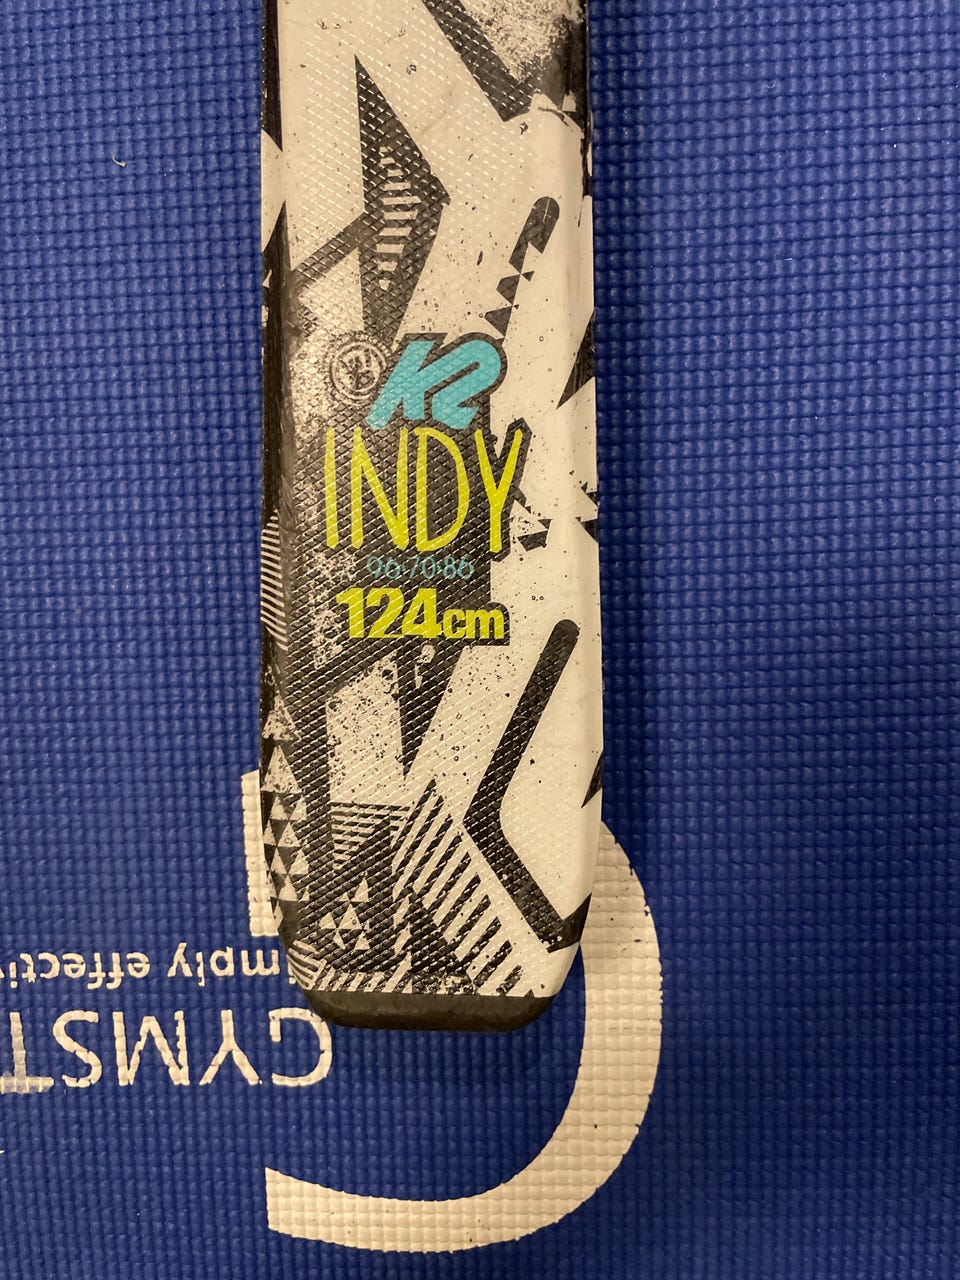 K2
INDY
96-70-86
124cm
imply effecti
GYMST